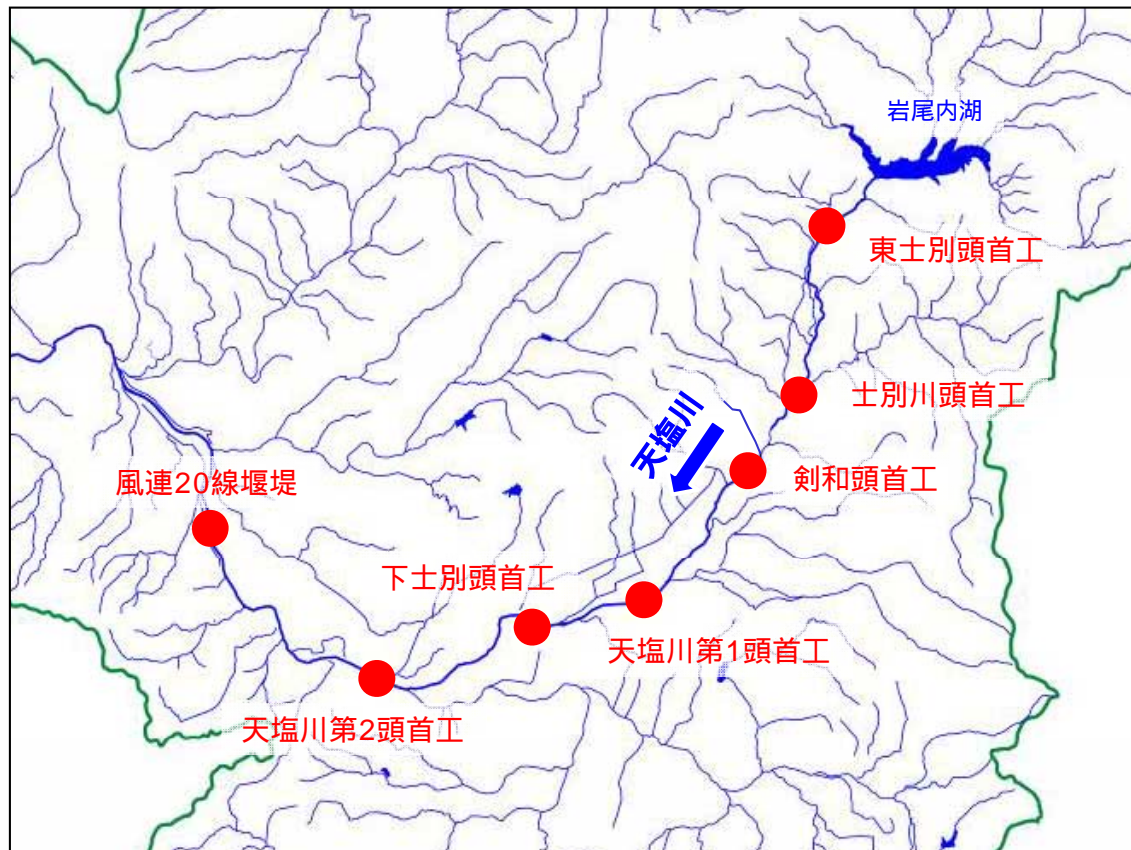 岩尾内湖
東士別頭首工
士別川頭首工
天塩川
剣和頭首工
風連20線堰堤
下士別頭首工
天塩川第1頭首工
天塩川第2頭首工